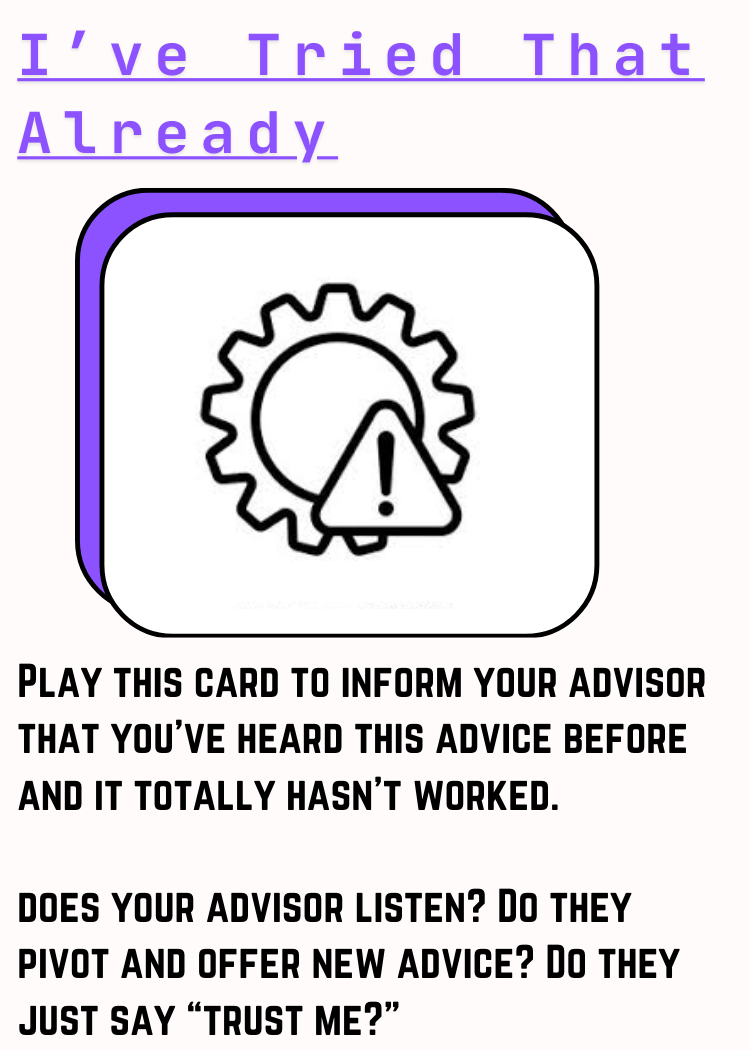 I’ve Tried That
Already
Play this card to inform your advisor
that you’ve heard this advice before
and it totally hasn’t worked.
does your advisor listen? Do they
pivot and offer new advice? Do they
just say “trust me?”